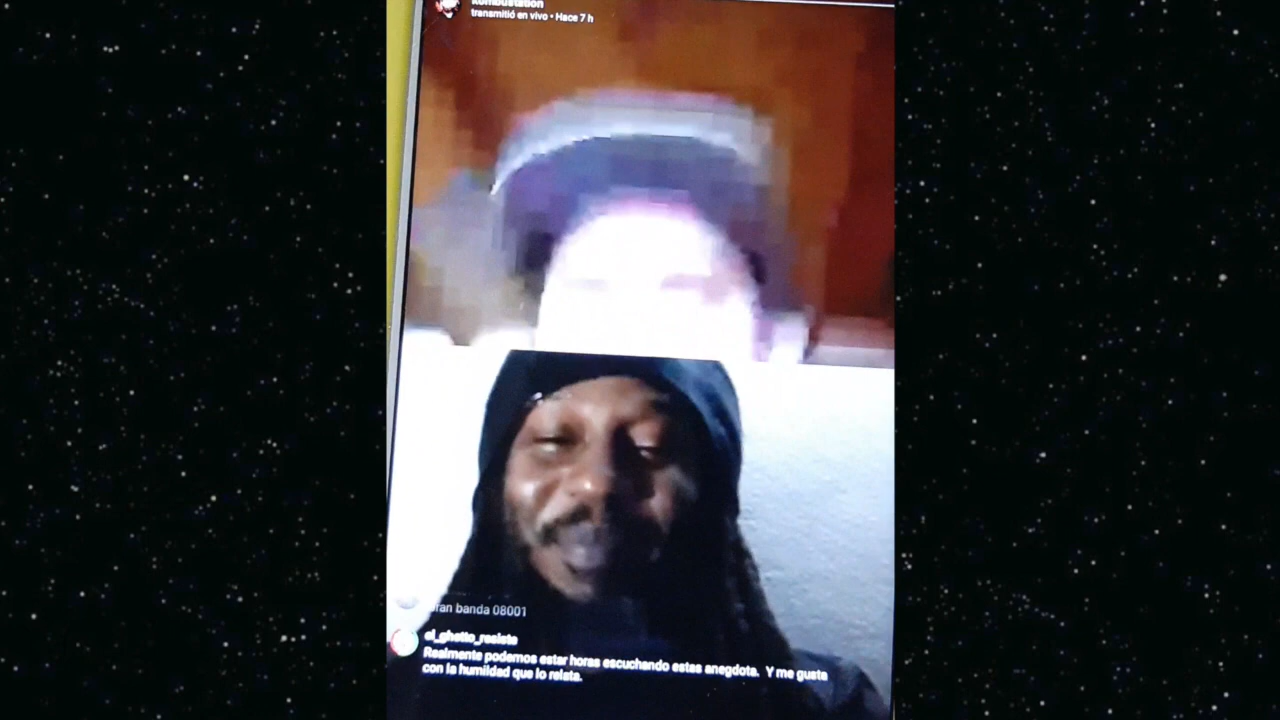 kombustation
transmitió en vivo • Hace 7 h
gran banda 08001
el_ghetto_resiste
Realmente podemos estar horas escuchando estas anegdota. Y me gusta
con la humildad que lo relata.